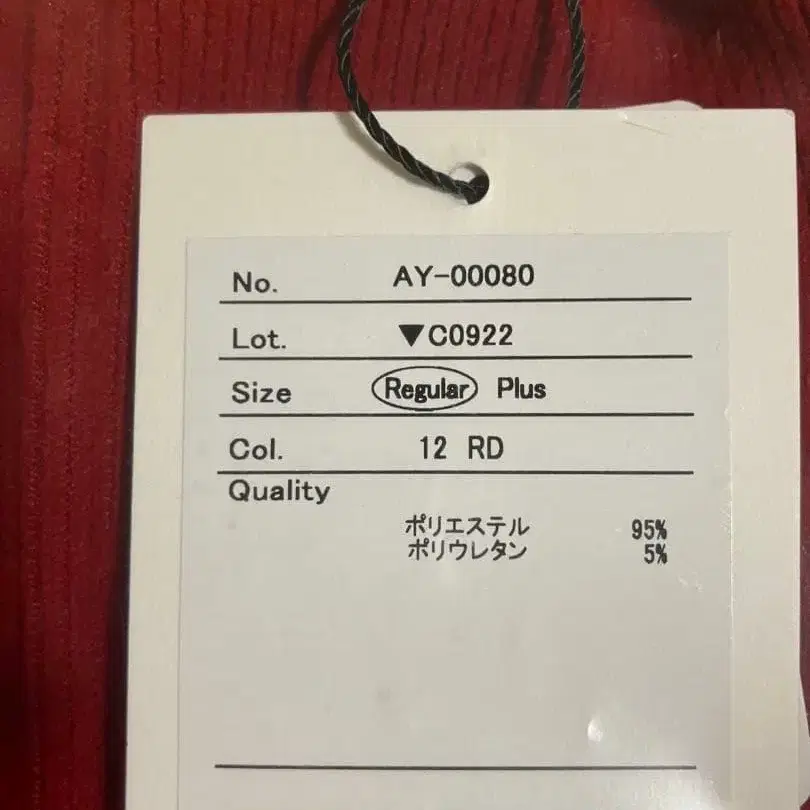 No. AY-00080
Lot. ▼C0922
Size Regular Plus
Col. 12 RD
Quality
ポリエステル 95%
ポリウレタン 5%